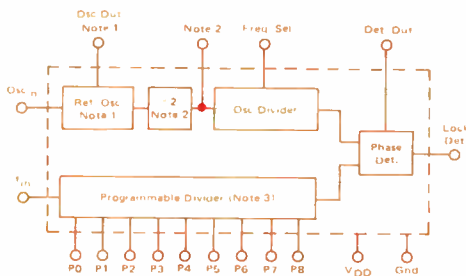 Osc Out
Note 1
Note 2
Freq Sel
Det Out
Osc in
Ref Osc
Note 1
÷2
Note 2
Osc Divider
Phase
Det.
Lock
Det
fin
Programmable Divider (Note 3)
P0 P1 P2 P3 P4 P5 P6 P7 P8
VDD
Gnd